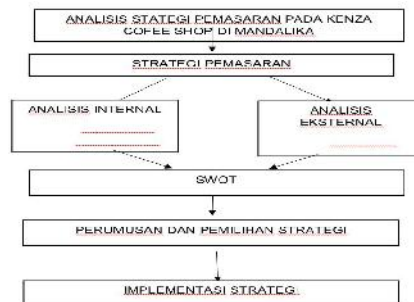 ANALISIS STATEGI PEMASARAN PADA KENZA
COFEE SHOP DI MANDALIKA
STRATEGI PEMASARAN
ANALISIS INTERNAL
ANALISIS
EKSTERNAL
SWOT
PERUMUSAN DAN PEMILIHAN STRATEGI
IMPLEMENTASI STRATEGI